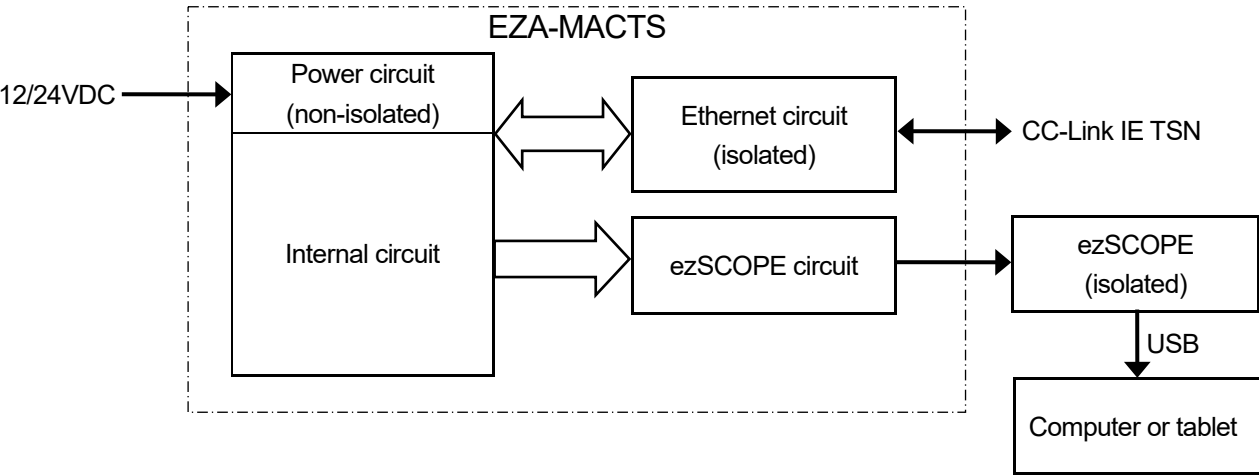 EZA-MACTS
Power circuit
(non-isolated)
12/24VDC
Ethernet circuit
(isolated)
CC-Link IE TSN
Internal circuit
ezSCOPE circuit
ezSCOPE
(isolated)
USB
Computer or tablet